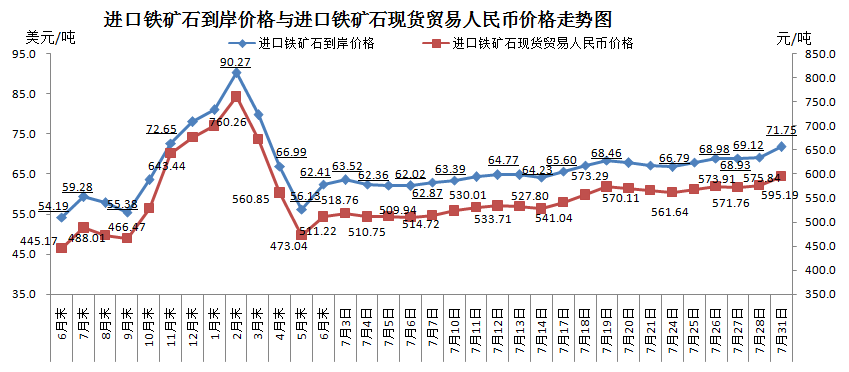 进口铁矿石到岸价格与进口铁矿石现货贸易人民币价格走势图
美元/吨
元/吨
进口铁矿石到岸价格
进口铁矿石现货贸易人民币价格
95.0
85.0
75.0
65.0
55.0
45.0
35.0
850.0
800.0
750.0
700.0
650.0
600.0
550.0
500.0
450.0
400.0
350.0
54.19
59.28
55.38
72.65
90.27
66.99
56.13
62.41
63.52
62.36
62.02
62.87
63.39
64.77
64.23
65.60
68.46
66.79
68.98
68.93
69.12
71.75
445.17
488.01
466.47
643.44
760.26
560.85
473.04
511.22
518.76
510.75
509.94
514.72
530.01
533.71
527.80
541.04
573.29
570.11
561.64
573.91
571.76
575.84
595.19
6月末
7月末
8月末
9月末
10月末
11月末
12月末
1月末
2月末
3月末
4月末
5月末
6月末
7月3日
7月4日
7月5日
7月6日
7月7日
7月10日
7月11日
7月12日
7月13日
7月14日
7月17日
7月18日
7月19日
7月20日
7月21日
7月24日
7月25日
7月26日
7月27日
7月28日
7月31日